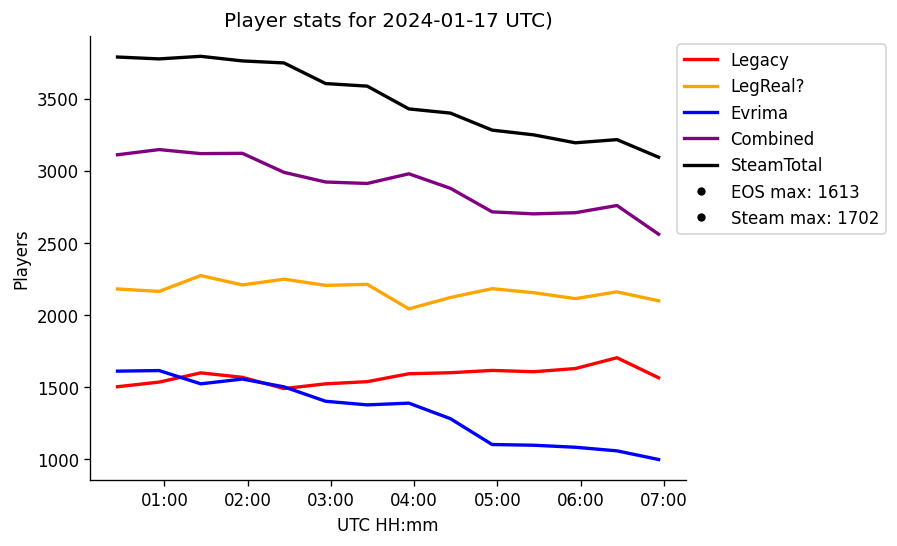 Player stats for 2024-01-17 UTC)
Legacy
LegReal?
Evrima
Combined
SteamTotal
EOS max: 1613
Steam max: 1702
Players
3500
3000
2500
2000
1500
1000
01:00 02:00 03:00 04:00 05:00 06:00 07:00
UTC HH:mm